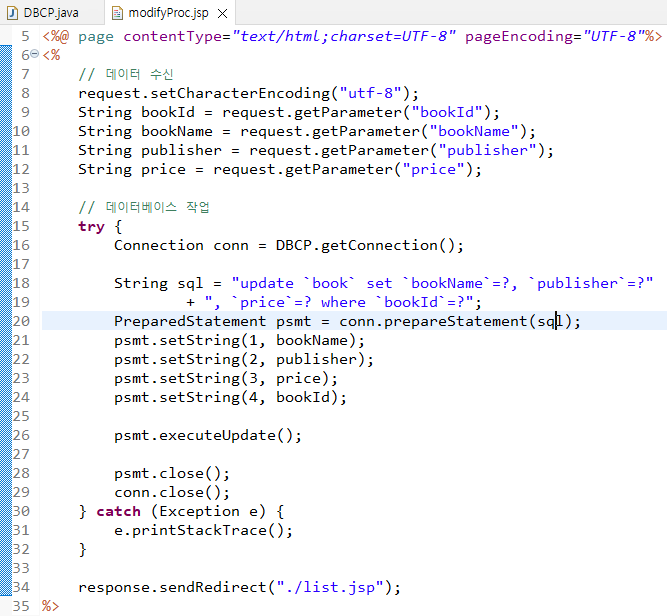 DBCP.java modifyProc.jsp
5 <%@ page contentType="text/html;charset=UTF-8" pageEncoding="UTF-8"%>
6 <%
7 // 데이터 수신
8 request.setCharacterEncoding("utf-8");
9 String bookId = request.getParameter("bookId");
10 String bookName = request.getParameter("bookName");
11 String publisher = request.getParameter("publisher");
12 String price = request.getParameter("price");
13
14 // 데이터베이스 작업
15 try {
16 Connection conn = DBCP.getConnection();
17
18 String sql = "update `book` set `bookName`=?, `publisher`=?"
19 + ", `price`=? where `bookId`=?";
20 PreparedStatement psmt = conn.prepareStatement(sql);
21 psmt.setString(1, bookName);
22 psmt.setString(2, publisher);
23 psmt.setString(3, price);
24 psmt.setString(4, bookId);
25
26 psmt.executeUpdate();
27
28 psmt.close();
29 conn.close();
30 } catch (Exception e) {
31 e.printStackTrace();
32 }
33
34 response.sendRedirect("./list.jsp");
35 %>